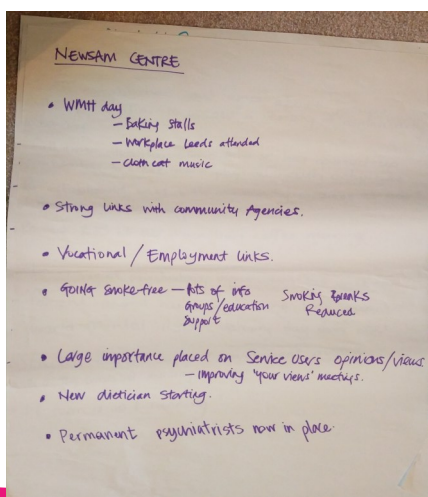 NEWSAM CENTRE
• WMH day
— Baking stalls
— Workplace Leeds attended
— cloth cat music
• Strong links with community Agencies.
• Vocational / Employment links.
• GOING smoke-free — lots of info
Groups/education
Support
Smoking Breaks
Reduced
• Large importance placed on Service Users opinions/views
— improving 'your views' meetings.
• New dietician starting.
• Permanent psychiatrists now in place.